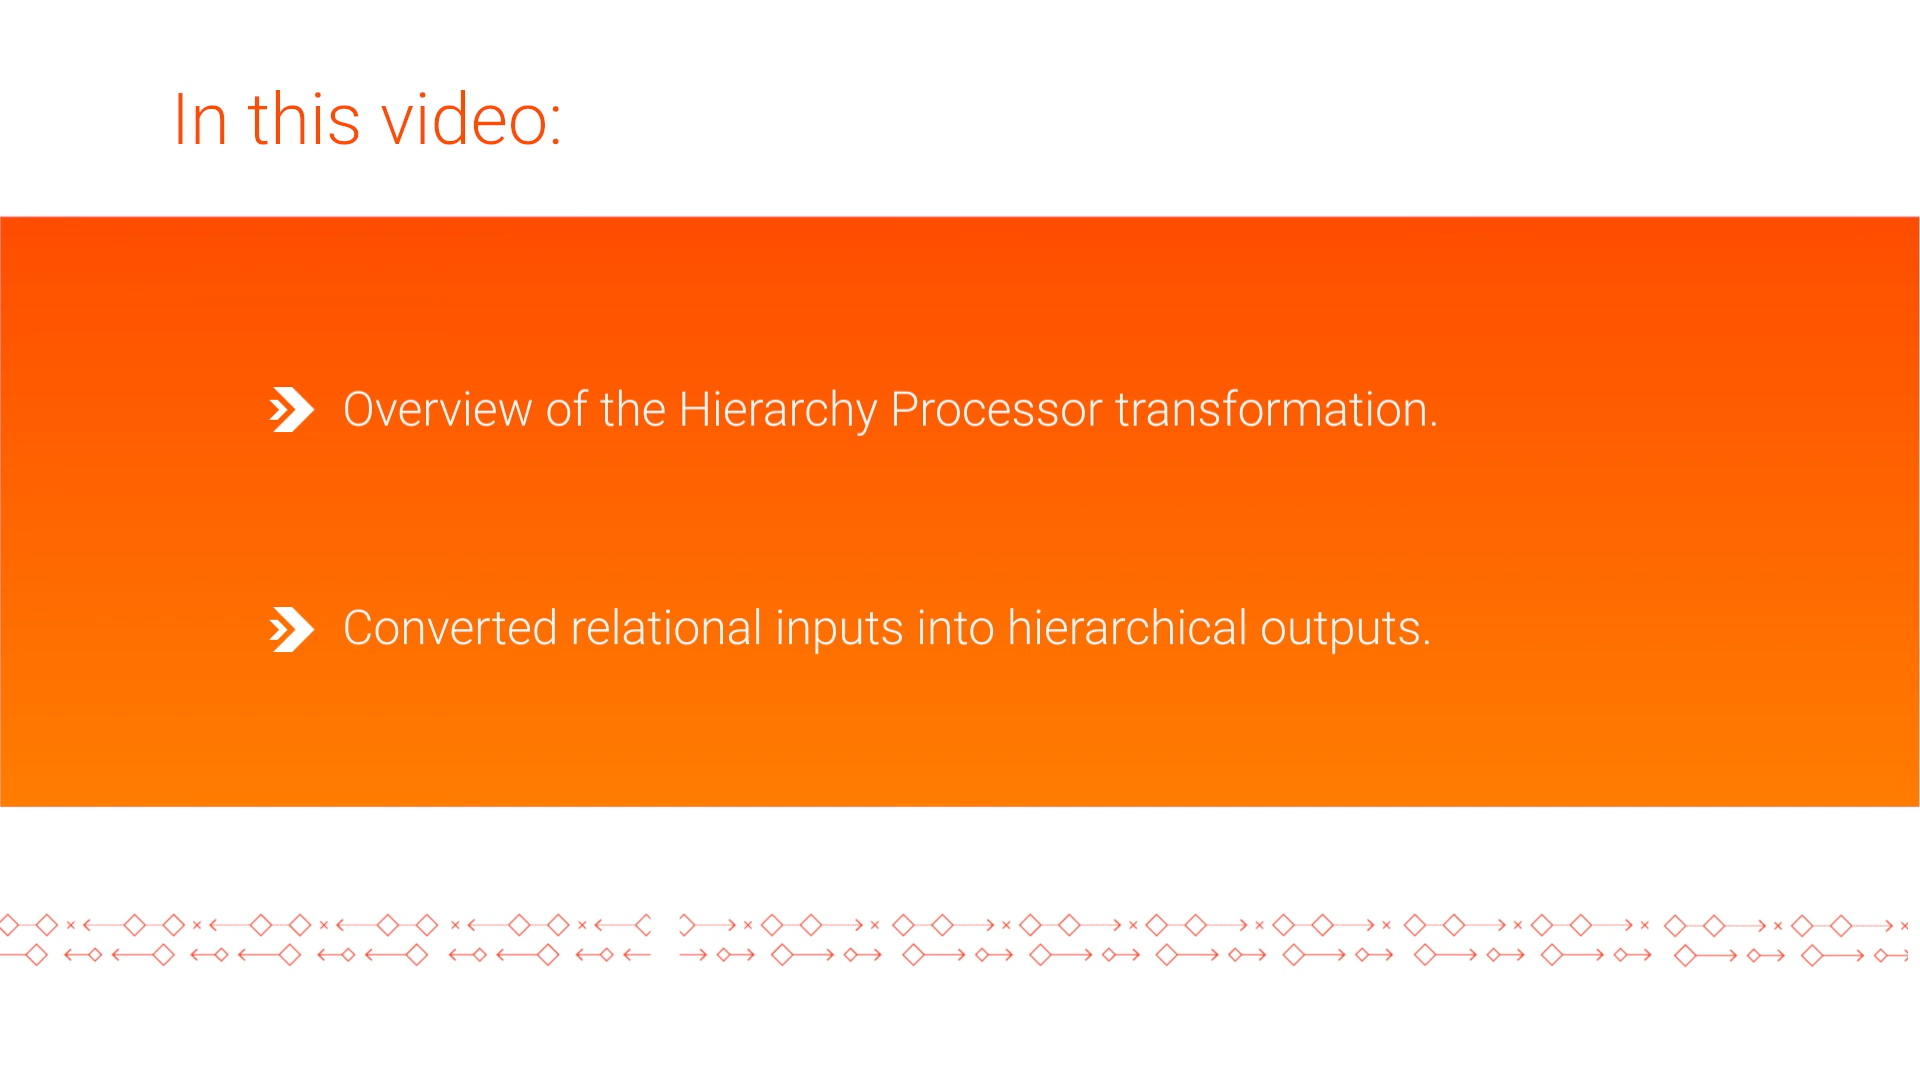 In this video:
Overview of the Hierarchy Processor transformation.
Converted relational inputs into hierarchical outputs.